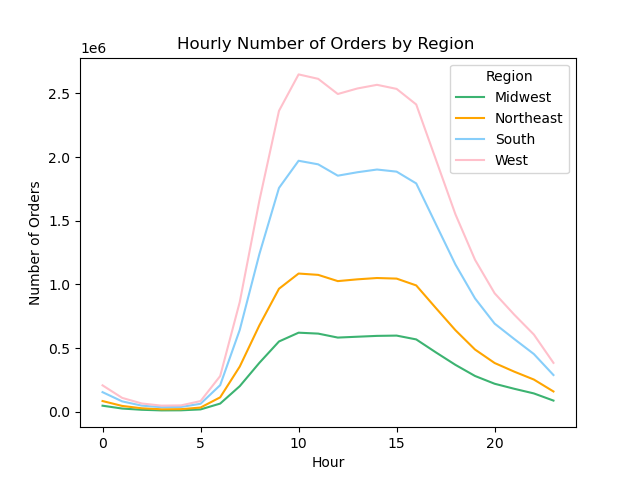 Hourly Number of Orders by Region
1e6
Region
Midwest
Northeast
South
West
2.5
2.0
1.5
1.0
0.5
0.0
Number of Orders
0 5 10 15 20
Hour